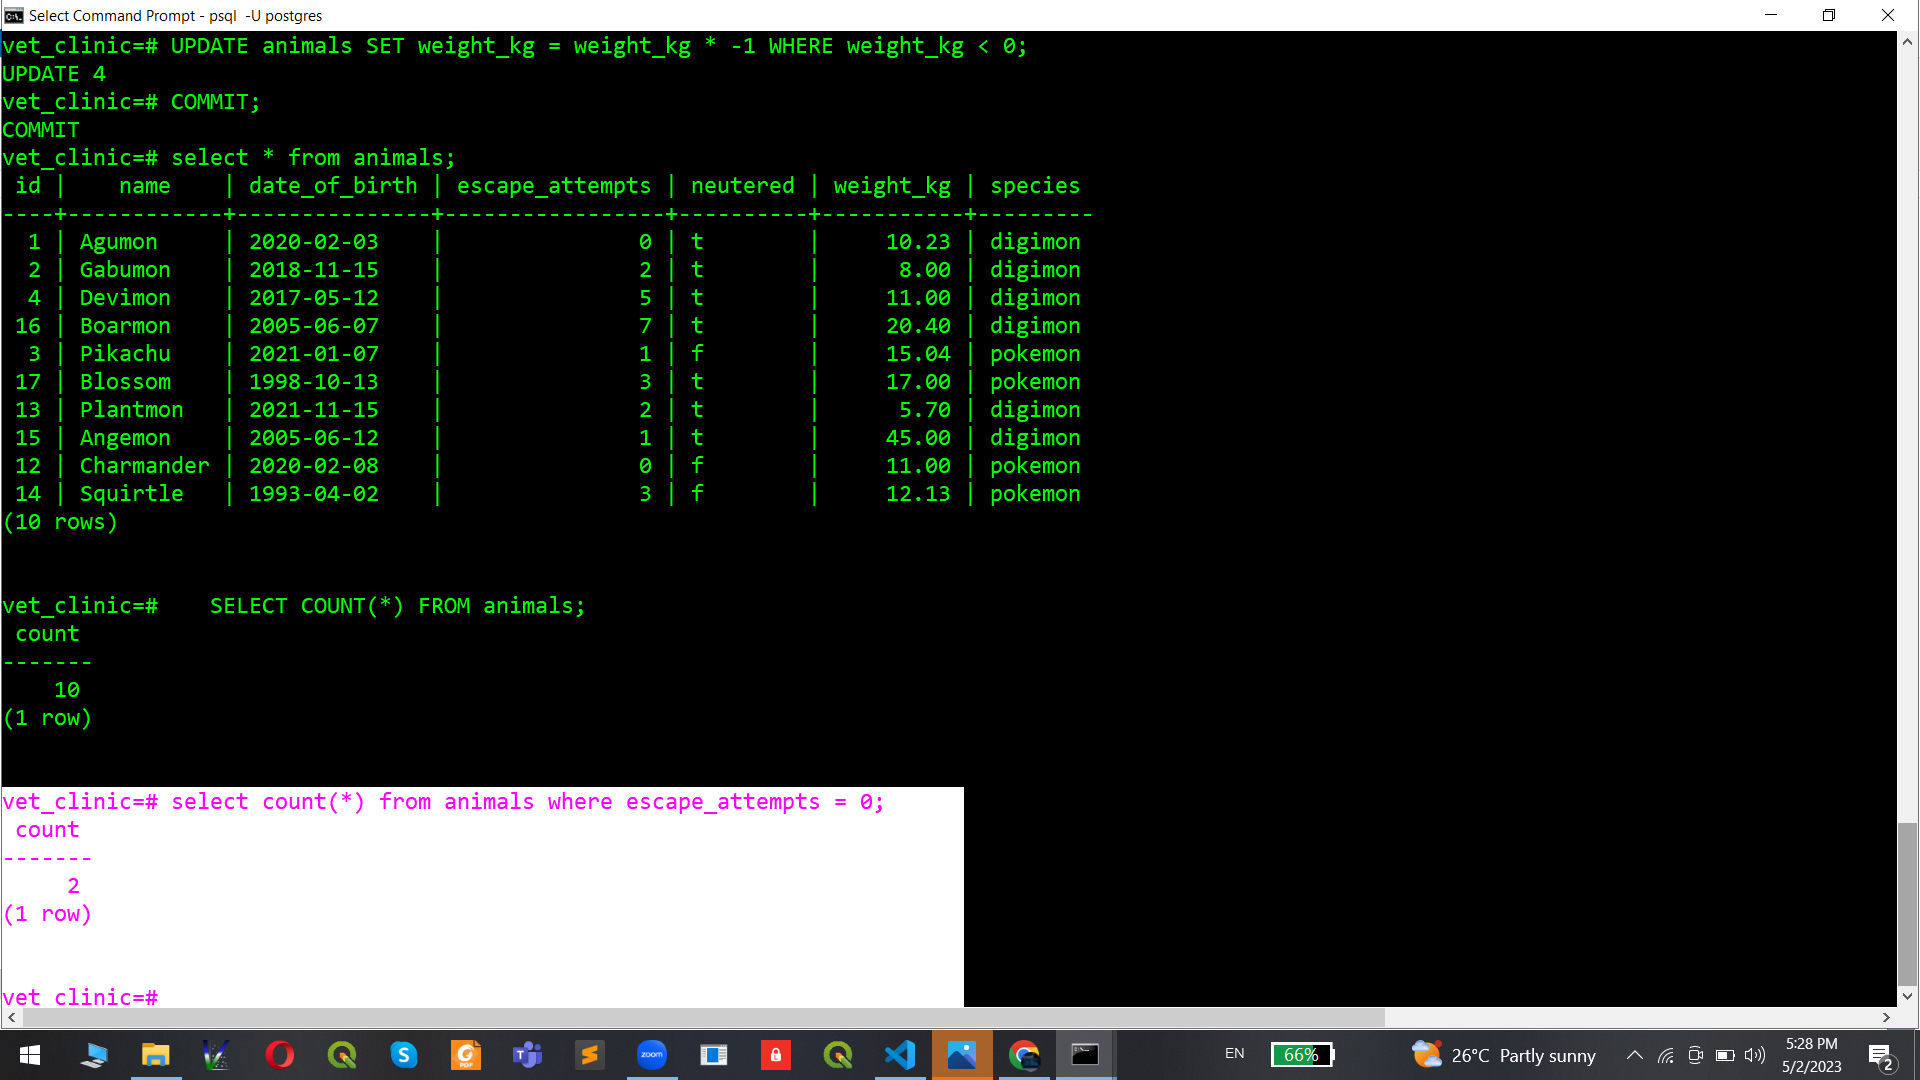 Select Command Prompt - psql  -U postgres
vet_clinic=# UPDATE animals SET weight_kg = weight_kg * -1 WHERE weight_kg < 0;
UPDATE 4
vet_clinic=# COMMIT;
COMMIT
vet_clinic=# select * from animals;
 id |    name    | date_of_birth | escape_attempts | neutered | weight_kg | species
----+------------+---------------+-----------------+----------+-----------+---------
  1 | Agumon     | 2020-02-03    |               0 | t        |     10.23 | digimon
  2 | Gabumon    | 2018-11-15    |               2 | t        |      8.00 | digimon
  4 | Devimon    | 2017-05-12    |               5 | t        |     11.00 | digimon
 16 | Boarmon    | 2005-06-07    |               7 | t        |     20.40 | digimon
  3 | Pikachu    | 2021-01-07    |               1 | f        |     15.04 | pokemon
 17 | Blossom    | 1998-10-13    |               3 | t        |     17.00 | pokemon
 13 | Plantmon   | 2021-11-15    |               2 | t        |      5.70 | digimon
 15 | Angemon    | 2005-06-12    |               1 | t        |     45.00 | digimon
 12 | Charmander | 2020-02-08    |               0 | f        |     11.00 | pokemon
 14 | Squirtle   | 1993-04-02    |               3 | f        |     12.13 | pokemon
(10 rows)
vet_clinic=#    SELECT COUNT(*) FROM animals;
 count
-------
    10
(1 row)
vet_clinic=# select count(*) from animals where escape_attempts = 0;
 count
-------
     2
(1 row)
vet_clinic=#
PDF
zoom
EN
66%
26°C Partly sunny
5:28 PM
5/2/2023
2